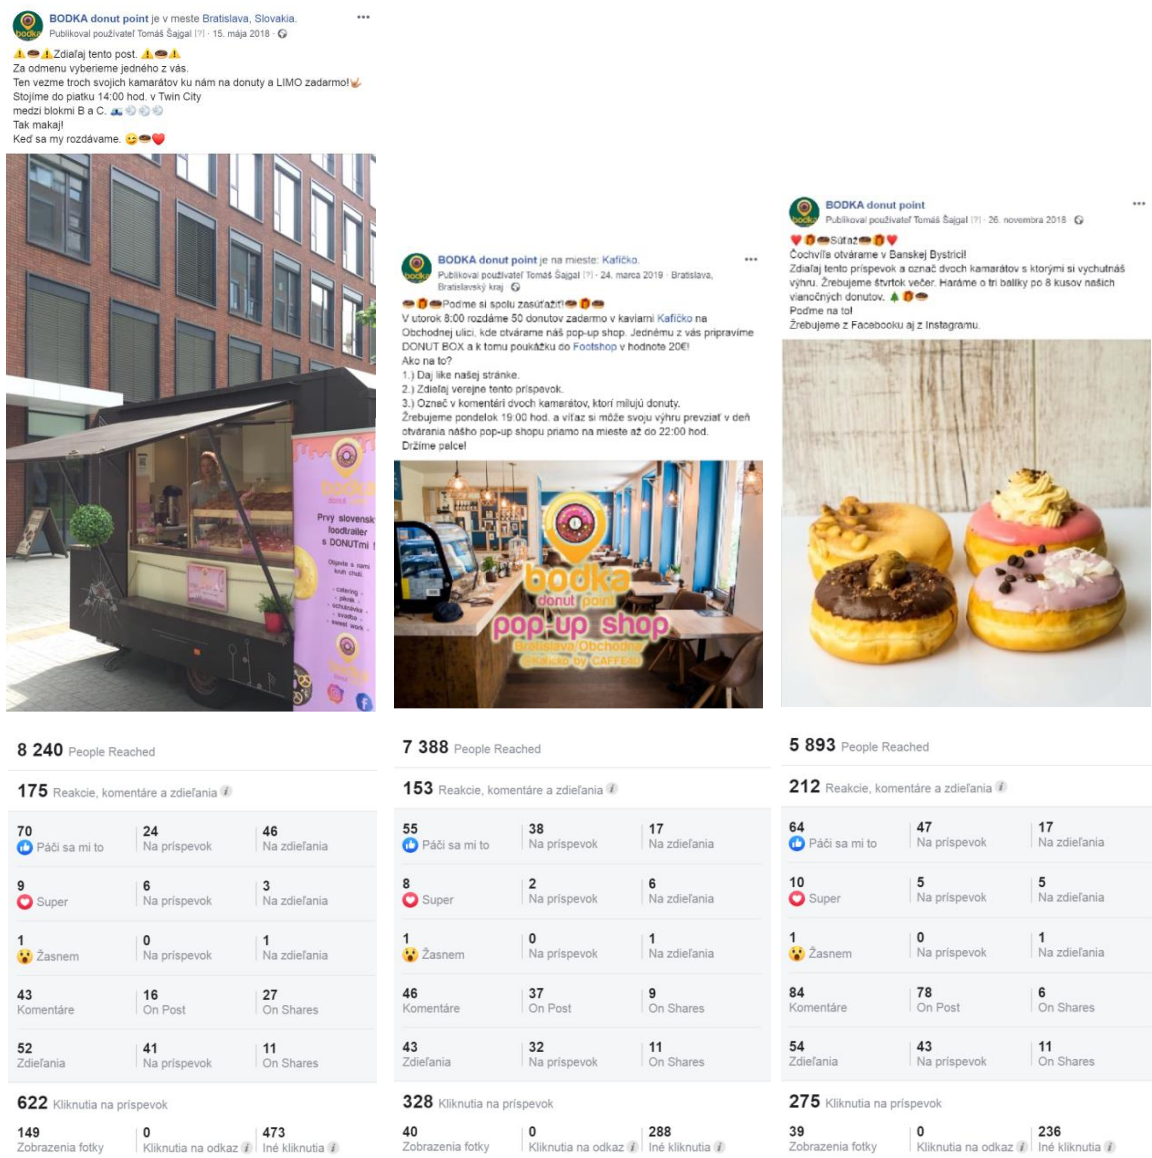 BODKA donut point je v meste Bratislava, Slovakia.
Publikoval používateľ Tomáš Šajgal [?] · 15. mája 2018 ·
Zdiaľaj tento post.
Za odmenu vyberieme jedného z vás.
Ten vezme troch svojich kamarátov ku nám na donuty a LIMO zadarmo!
Stojíme do piatku 14:00 hod. v Twin City
medzi blokmi B a C.
Tak makaj!
Keď sa my rozdávame.
bodka
donut point
Prvý slovenský
foodtrailer
s DONUTmi !
Objavte s nami
kruh chutí.
- catering -
- piknik -
- ochutnávka -
- svadba -
- sweet work -
bodka
8 240 People Reached
175 Reakcie, komentáre a zdieľania
70 Páči sa mi to
24 Na príspevok
46 Na zdieľania
9 Super
6 Na príspevok
3 Na zdieľania
1 Žasnem
0 Na príspevok
1 Na zdieľania
43 Komentáre
16 On Post
27 On Shares
52 Zdieľania
41 Na príspevok
11 On Shares
622 Kliknutia na príspevok
149 Zobrazenia fotky
0 Kliknutia na odkaz
473 Iné kliknutia
BODKA donut point je na mieste: Kafíčko.
Publikoval používateľ Tomáš Šajgal [?] · 24. marca 2019 · Bratislava,
Bratislavský kraj ·
Poďme si spolu zasúťažiť!
V utorok 8:00 rozdáme 50 donutov zadarmo v kaviarni Kafíčko na
Obchodnej ulici, kde otvárame náš pop-up shop. Jednému z vás pripravíme
DONUT BOX a k tomu poukážku do Footshop v hodnote 20€!
Ako na to?
1.) Daj like našej stránke.
2.) Zdieľaj verejne tento príspevok.
3.) Označ v komentári dvoch kamarátov, ktorí milujú donuty.
Žrebujeme pondelok 19:00 hod. a víťaz si môže svoju výhru prevziať v deň
otvárania nášho pop-up shopu priamo na mieste až do 22:00 hod.
Držíme palce!
bodka
donut point
pop-up shop
Bratislava/Obchodná
@Kafíčko_by_CAFFE4U
7 388 People Reached
153 Reakcie, komentáre a zdieľania
55 Páči sa mi to
38 Na príspevok
17 Na zdieľania
8 Super
2 Na príspevok
6 Na zdieľania
1 Žasnem
0 Na príspevok
1 Na zdieľania
46 Komentáre
37 On Post
9 On Shares
43 Zdieľania
32 Na príspevok
11 On Shares
328 Kliknutia na príspevok
40 Zobrazenia fotky
0 Kliknutia na odkaz
288 Iné kliknutia
BODKA donut point
Publikoval používateľ Tomáš Šajgal [?] · 26. novembra 2018 ·
Súťaž
Čochvíľa otvárame v Banskej Bystrici!
Zdiaľaj tento príspevok a označ dvoch kamarátov s ktorými si vychutnáš
výhru. Žrebujeme štvrtok večer. Haráme o tri balíky po 8 kusov našich
vianočných donutov.
Poďme na to!
Žrebujeme z Facebooku aj z Instagramu.
5 893 People Reached
212 Reakcie, komentáre a zdieľania
64 Páči sa mi to
47 Na príspevok
17 Na zdieľania
10 Super
5 Na príspevok
5 Na zdieľania
1 Žasnem
0 Na príspevok
1 Na zdieľania
84 Komentáre
78 On Post
6 On Shares
54 Zdieľania
43 Na príspevok
11 On Shares
275 Kliknutia na príspevok
39 Zobrazenia fotky
0 Kliknutia na odkaz
236 Iné kliknutia